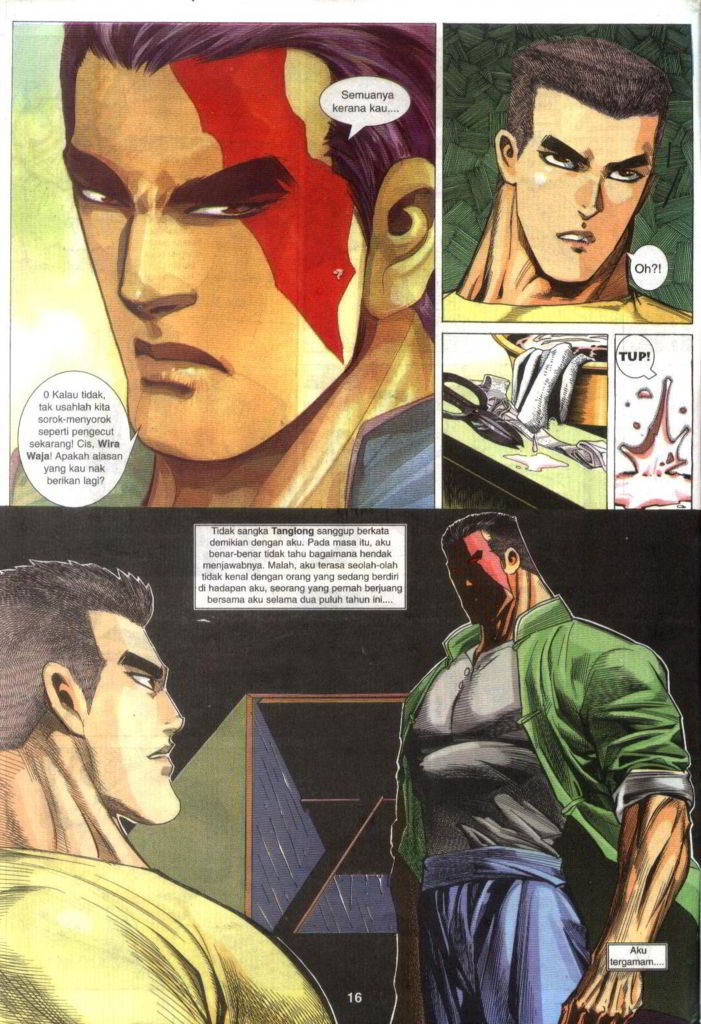 Semuanya
kerana kau....
O Kalau tidak,
tak usahlah kita
sorok-menyorok
seperti pengecut
sekarang! Cis, Wira
Waja! Apakah alasan
yang kau nak
berikan lagi?
Oh?!
TUP!
Tidak sangka Tanglong sanggup berkata
demikian dengan aku. Pada masa itu, aku
benar-benar tidak tahu bagaimana hendak
menjawabnya. Malah, aku terasa seolah-olah
tidak kenal dengan orang yang sedang berdiri
di hadapan aku, seorang yang pernah berjuang
bersama aku selama dua puluh tahun ini....
Aku
tergamam....
16